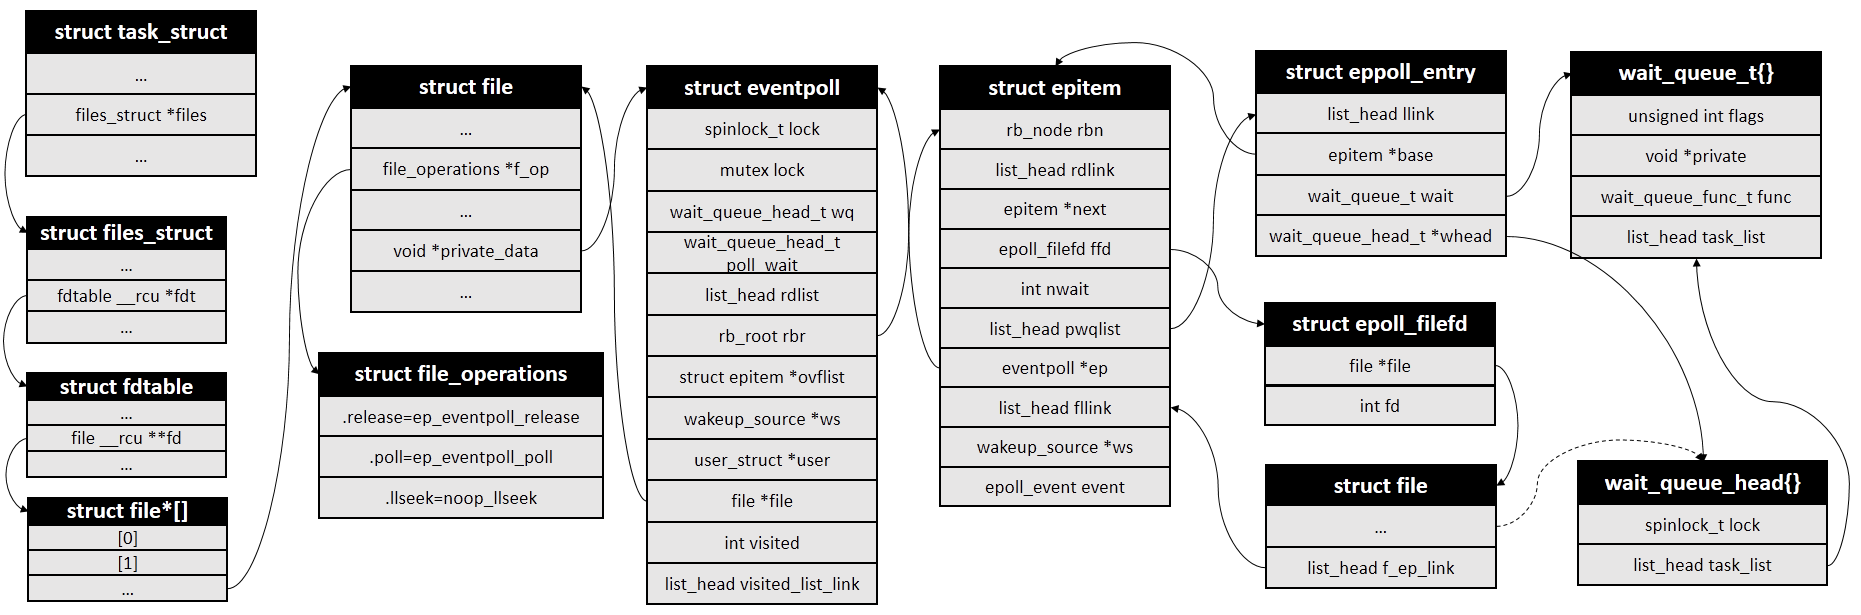 struct task_struct
...
files_struct *files
...
struct files_struct
...
fdtable __rcu *fdt
...
struct fdtable
...
file __rcu **fd
...
struct file*[]
[0]
[1]
...
struct file
...
file_operations *f_op
...
void *private_data
...
struct file_operations
.release=ep_eventpoll_release
.poll=ep_eventpoll_poll
.llseek=noop_llseek
struct eventpoll
spinlock_t lock
mutex lock
wait_queue_head_t wq
wait_queue_head_t
poll_wait
list_head rdlist
rb_root rbr
struct epitem *ovflist
wakeup_source *ws
user_struct *user
file *file
int visited
list_head visited_list_link
struct epitem
rb_node rbn
list_head rdlink
epitem *next
epoll_filefd ffd
int nwait
list_head pwqlist
eventpoll *ep
list_head fllink
wakeup_source *ws
epoll_event event
struct eppoll_entry
list_head llink
epitem *base
wait_queue_t wait
wait_queue_head_t *whead
struct epoll_filefd
file *file
int fd
struct file
...
list_head f_ep_link
wait_queue_t{}
unsigned int flags
void *private
wait_queue_func_t func
list_head task_list
wait_queue_head{}
spinlock_t lock
list_head task_list